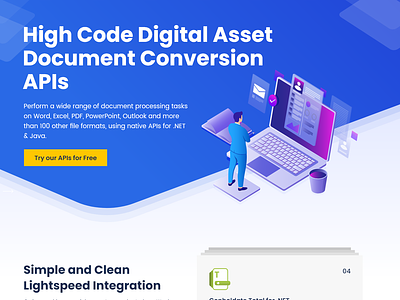 High Code Digital Asset
Document Conversion
APIs
Perform a wide range of document processing tasks
on Word, Excel, PDF, PowerPoint, Outlook and more
than 100 other file formats, using native APIs for .NET
& Java.
Try our APIs for Free
Simple and Clean
Lightspeed Integration
04
T